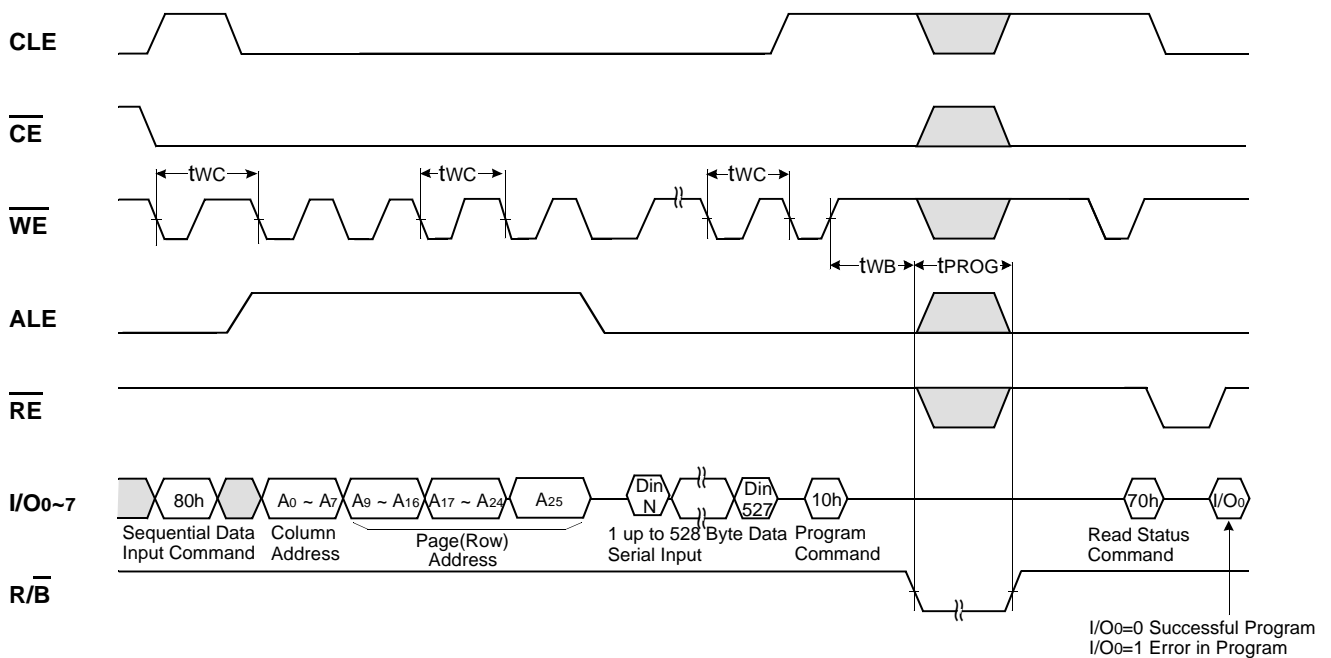 CLE
CE
tWC tWC tWC
WE
tWB tPROG
ALE
RE
I/O0~7 80h A0 ~ A7 A9 ~ A16 A17 ~ A24 A25 Din N Din 527 10h 70h I/O0
Sequential Data Input Command
Column Address
Page(Row) Address
1 up to 528 Byte Data Serial Input
Program Command
Read Status Command
R/B
I/O0=0 Successful Program
I/O0=1 Error in Program